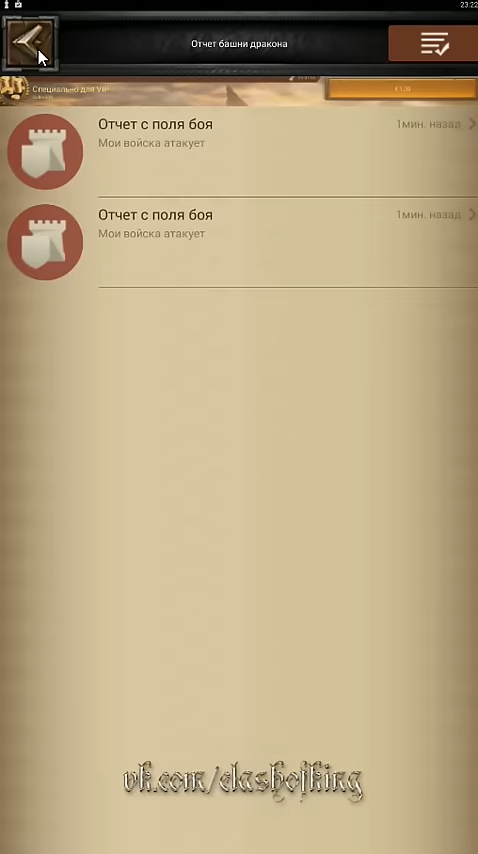 23:22
Отчет башни дракона
Специально для VIP
Отчет с поля боя
1мин. назад
Мои войска атакует
Отчет с поля боя
1мин. назад
Мои войска атакует
vk.com/clashofking